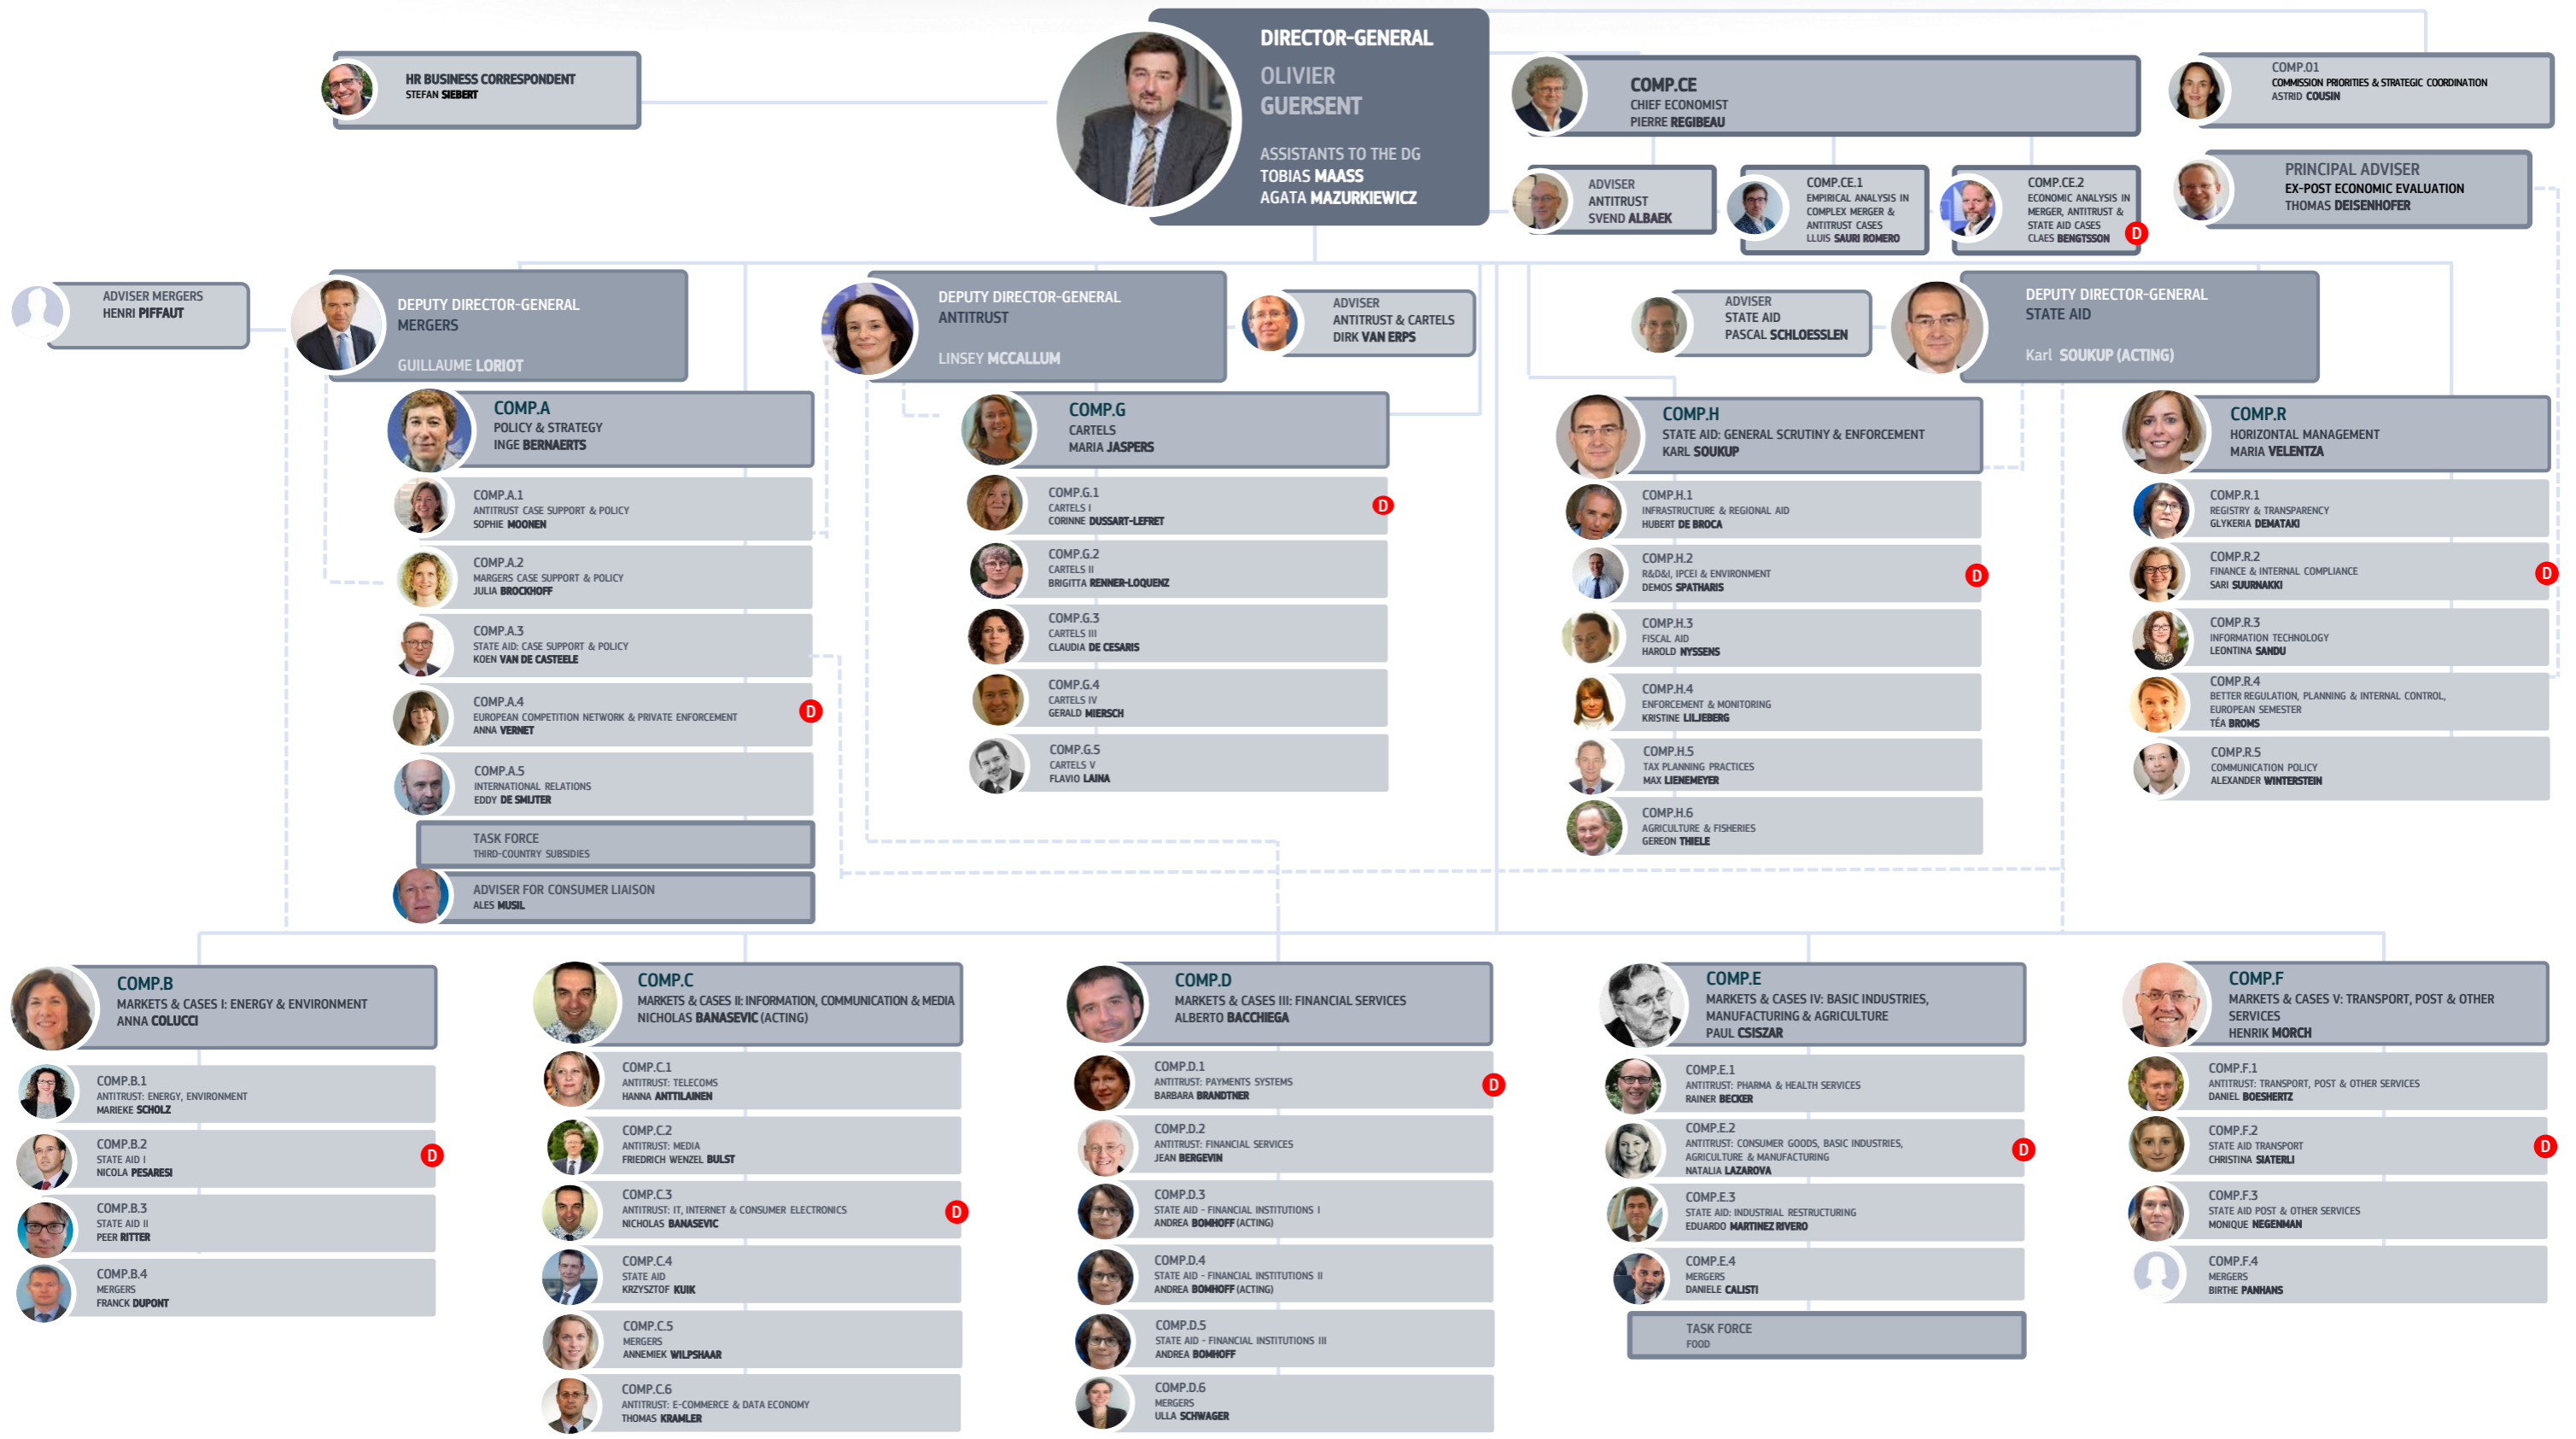 DIRECTOR-GENERAL
OLIVIER
GUERSENT
ASSISTANTS TO THE DG
TOBIAS MAASS
AGATA MAZURKIEWICZ
HR BUSINESS CORRESPONDENT
STEFAN SIEBERT
COMP.CE
CHIEF ECONOMIST
PIERRE REGIBEAU
COMP.01
COMMISSION PRIORITIES & STRATEGIC COORDINATION
ASTRID COUSIN
ADVISER
ANTITRUST
SVEND ALBAEK
COMP.CE.1
EMPIRICAL ANALYSIS IN
COMPLEX MERGER &
ANTITRUST CASES
LLUIS SAURI ROMERO
COMP.CE.2
ECONOMIC ANALYSIS IN
MERGER, ANTITRUST &
STATE AID CASES
CLAES BENGTSSON
D
PRINCIPAL ADVISER
EX-POST ECONOMIC EVALUATION
THOMAS DEISENHOFER
ADVISER MERGERS
HENRI PIFFAUT
DEPUTY DIRECTOR-GENERAL
MERGERS
GUILLAUME LORIOT
DEPUTY DIRECTOR-GENERAL
ANTITRUST
LINSEY MCCALLUM
ADVISER
ANTITRUST & CARTELS
DIRK VAN ERPS
ADVISER
STATE AID
PASCAL SCHLOESSLEN
DEPUTY DIRECTOR-GENERAL
STATE AID
Karl SOUKUP (ACTING)
COMP.A
POLICY & STRATEGY
INGE BERNAERTS
COMP.A.1
ANTITRUST CASE SUPPORT & POLICY
SOPHIE MOONEN
COMP.A.2
MARGERS CASE SUPPORT & POLICY
JULIA BROCKHOFF
COMP.A.3
STATE AID: CASE SUPPORT & POLICY
KOEN VAN DE CASTEELE
COMP.A.4
EUROPEAN COMPETITION NETWORK & PRIVATE ENFORCEMENT
ANNA VERNET
D
COMP.A.5
INTERNATIONAL RELATIONS
EDDY DE SMIJTER
TASK FORCE
THIRD-COUNTRY SUBSIDIES
ADVISER FOR CONSUMER LIAISON
ALES MUSIL
COMP.G
CARTELS
MARIA JASPERS
COMP.G.1
CARTELS I
CORINNE DUSSART-LEFRET
D
COMP.G.2
CARTELS II
BRIGITTA RENNER-LOQUENZ
COMP.G.3
CARTELS III
CLAUDIA DE CESARIS
COMP.G.4
CARTELS IV
GERALD MIERSCH
COMP.G.5
CARTELS V
FLAVIO LAINA
COMP.H
STATE AID: GENERAL SCRUTINY & ENFORCEMENT
KARL SOUKUP
COMP.H.1
INFRASTRUCTURE & REGIONAL AID
HUBERT DE BROCA
COMP.H.2
R&D&I, IPCEI & ENVIRONMENT
DEMOS SPATHARIS
D
COMP.H.3
FISCAL AID
HAROLD NYSSENS
COMP.H.4
ENFORCEMENT & MONITORING
KRISTINE LILJEBERG
COMP.H.5
TAX PLANNING PRACTICES
MAX LIENEMEYER
COMP.H.6
AGRICULTURE & FISHERIES
GEREON THIELE
COMP.R
HORIZONTAL MANAGEMENT
MARIA VELENTZA
COMP.R.1
REGISTRY & TRANSPARENCY
GLYKERIA DEMATAKI
COMP.R.2
FINANCE & INTERNAL COMPLIANCE
SARI SUURNAKKI
D
COMP.R.3
INFORMATION TECHNOLOGY
LEONTINA SANDU
COMP.R.4
BETTER REGULATION, PLANNING & INTERNAL CONTROL,
EUROPEAN SEMESTER
TÉA BROMS
COMP.R.5
COMMUNICATION POLICY
ALEXANDER WINTERSTEIN
COMP.B
MARKETS & CASES I: ENERGY & ENVIRONMENT
ANNA COLUCCI
COMP.B.1
ANTITRUST: ENERGY, ENVIRONMENT
MARIEKE SCHOLZ
COMP.B.2
STATE AID I
NICOLA PESARESI
D
COMP.B.3
STATE AID II
PEER RITTER
COMP.B.4
MERGERS
FRANCK DUPONT
COMP.C
MARKETS & CASES II: INFORMATION, COMMUNICATION & MEDIA
NICHOLAS BANASEVIC (ACTING)
COMP.C.1
ANTITRUST: TELECOMS
HANNA ANTTILAINEN
COMP.C.2
ANTITRUST: MEDIA
FRIEDRICH WENZEL BULST
COMP.C.3
ANTITRUST: IT, INTERNET & CONSUMER ELECTRONICS
NICHOLAS BANASEVIC
D
COMP.C.4
STATE AID
KRZYSZTOF KUIK
COMP.C.5
MERGERS
ANNEMIEK WILPSHAAR
COMP.C.6
ANTITRUST: E-COMMERCE & DATA ECONOMY
THOMAS KRAMLER
COMP.D
MARKETS & CASES III: FINANCIAL SERVICES
ALBERTO BACCHIEGA
COMP.D.1
ANTITRUST: PAYMENTS SYSTEMS
BARBARA BRANDTNER
D
COMP.D.2
ANTITRUST: FINANCIAL SERVICES
JEAN BERGEVIN
COMP.D.3
STATE AID - FINANCIAL INSTITUTIONS I
ANDREA BOMHOFF (ACTING)
COMP.D.4
STATE AID - FINANCIAL INSTITUTIONS II
ANDREA BOMHOFF (ACTING)
COMP.D.5
STATE AID - FINANCIAL INSTITUTIONS III
ANDREA BOMHOFF
COMP.D.6
MERGERS
ULLA SCHWAGER
COMP.E
MARKETS & CASES IV: BASIC INDUSTRIES,
MANUFACTURING & AGRICULTURE
PAUL CSISZAR
COMP.E.1
ANTITRUST: PHARMA & HEALTH SERVICES
RAINER BECKER
COMP.E.2
ANTITRUST: CONSUMER GOODS, BASIC INDUSTRIES,
AGRICULTURE & MANUFACTURING
NATALIA LAZAROVA
D
COMP.E.3
STATE AID: INDUSTRIAL RESTRUCTURING
EDUARDO MARTINEZ RIVERO
COMP.E.4
MERGERS
DANIELE CALISTI
TASK FORCE
FOOD
COMP.F
MARKETS & CASES V: TRANSPORT, POST & OTHER
SERVICES
HENRIK MORCH
COMP.F.1
ANTITRUST: TRANSPORT, POST & OTHER SERVICES
DANIEL BOESHERTZ
COMP.F.2
STATE AID TRANSPORT
CHRISTINA SIATERLI
D
COMP.F.3
STATE AID POST & OTHER SERVICES
MONIQUE NEGENMAN
COMP.F.4
MERGERS
BIRTHE PANHANS